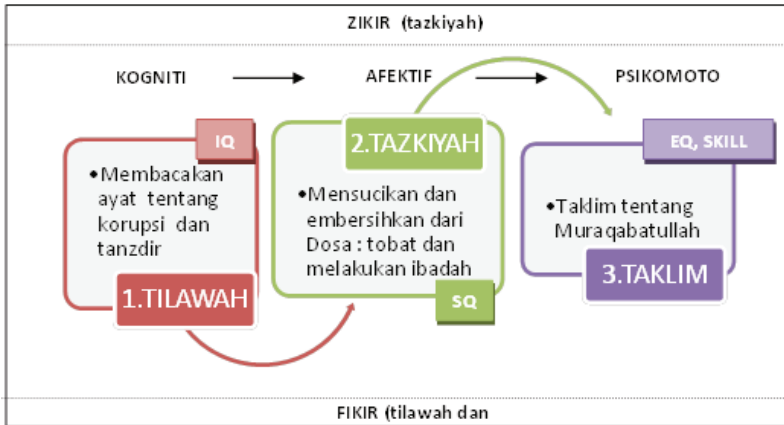 ZIKIR (tazkiyah)
KOGNITI
AFEKTIF
PSIKOMOTO
IQ
•Membacakan
ayat tentang
korupsi dan
tanzdir
1.TILAWAH
2.TAZKIYAH
•Mensucikan dan
embersihkan dari
Dosa : tobat dan
melakukan ibadah
SQ
EQ, SKILL
•Taklim tentang
Muraqabatullah
3.TAKLIM
FIKIR (tilawah dan